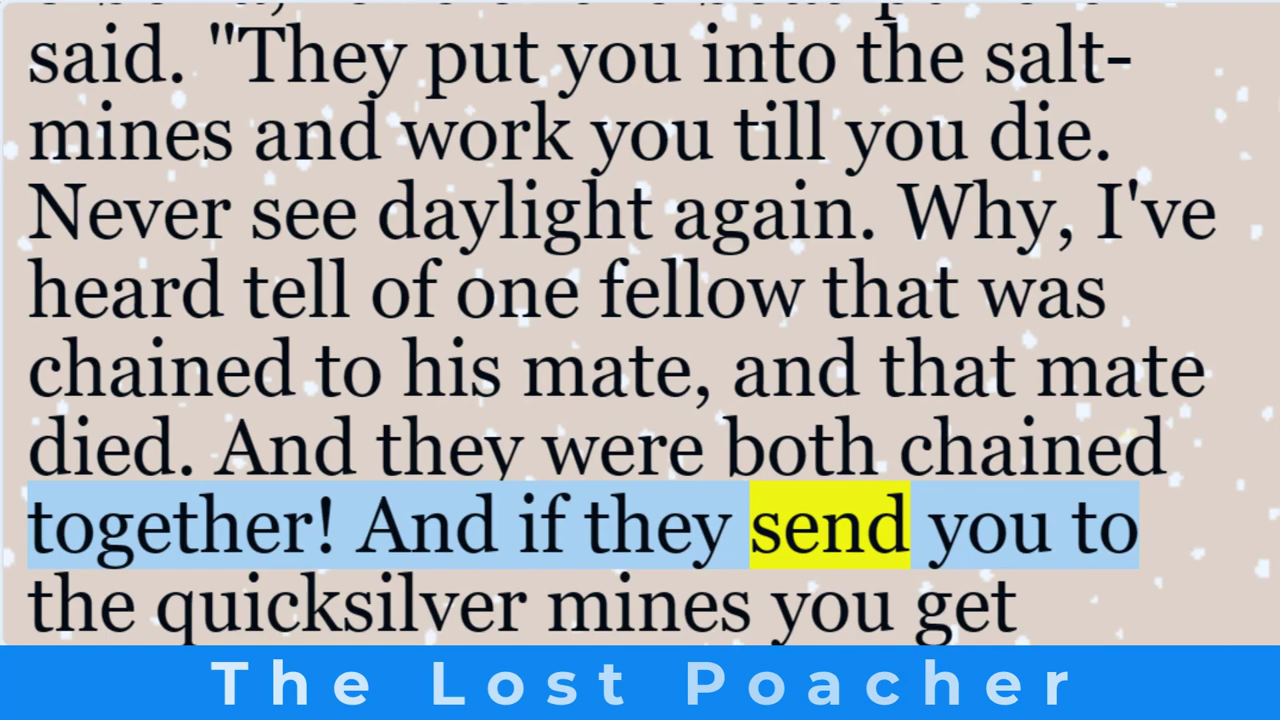 said. "They put you into the salt-
mines and work you till you die.
Never see daylight again. Why, I've
heard tell of one fellow that was
chained to his mate, and that mate
died. And they were both chained
together! And if they send you to
the quicksilver mines you get
The Lost Poacher